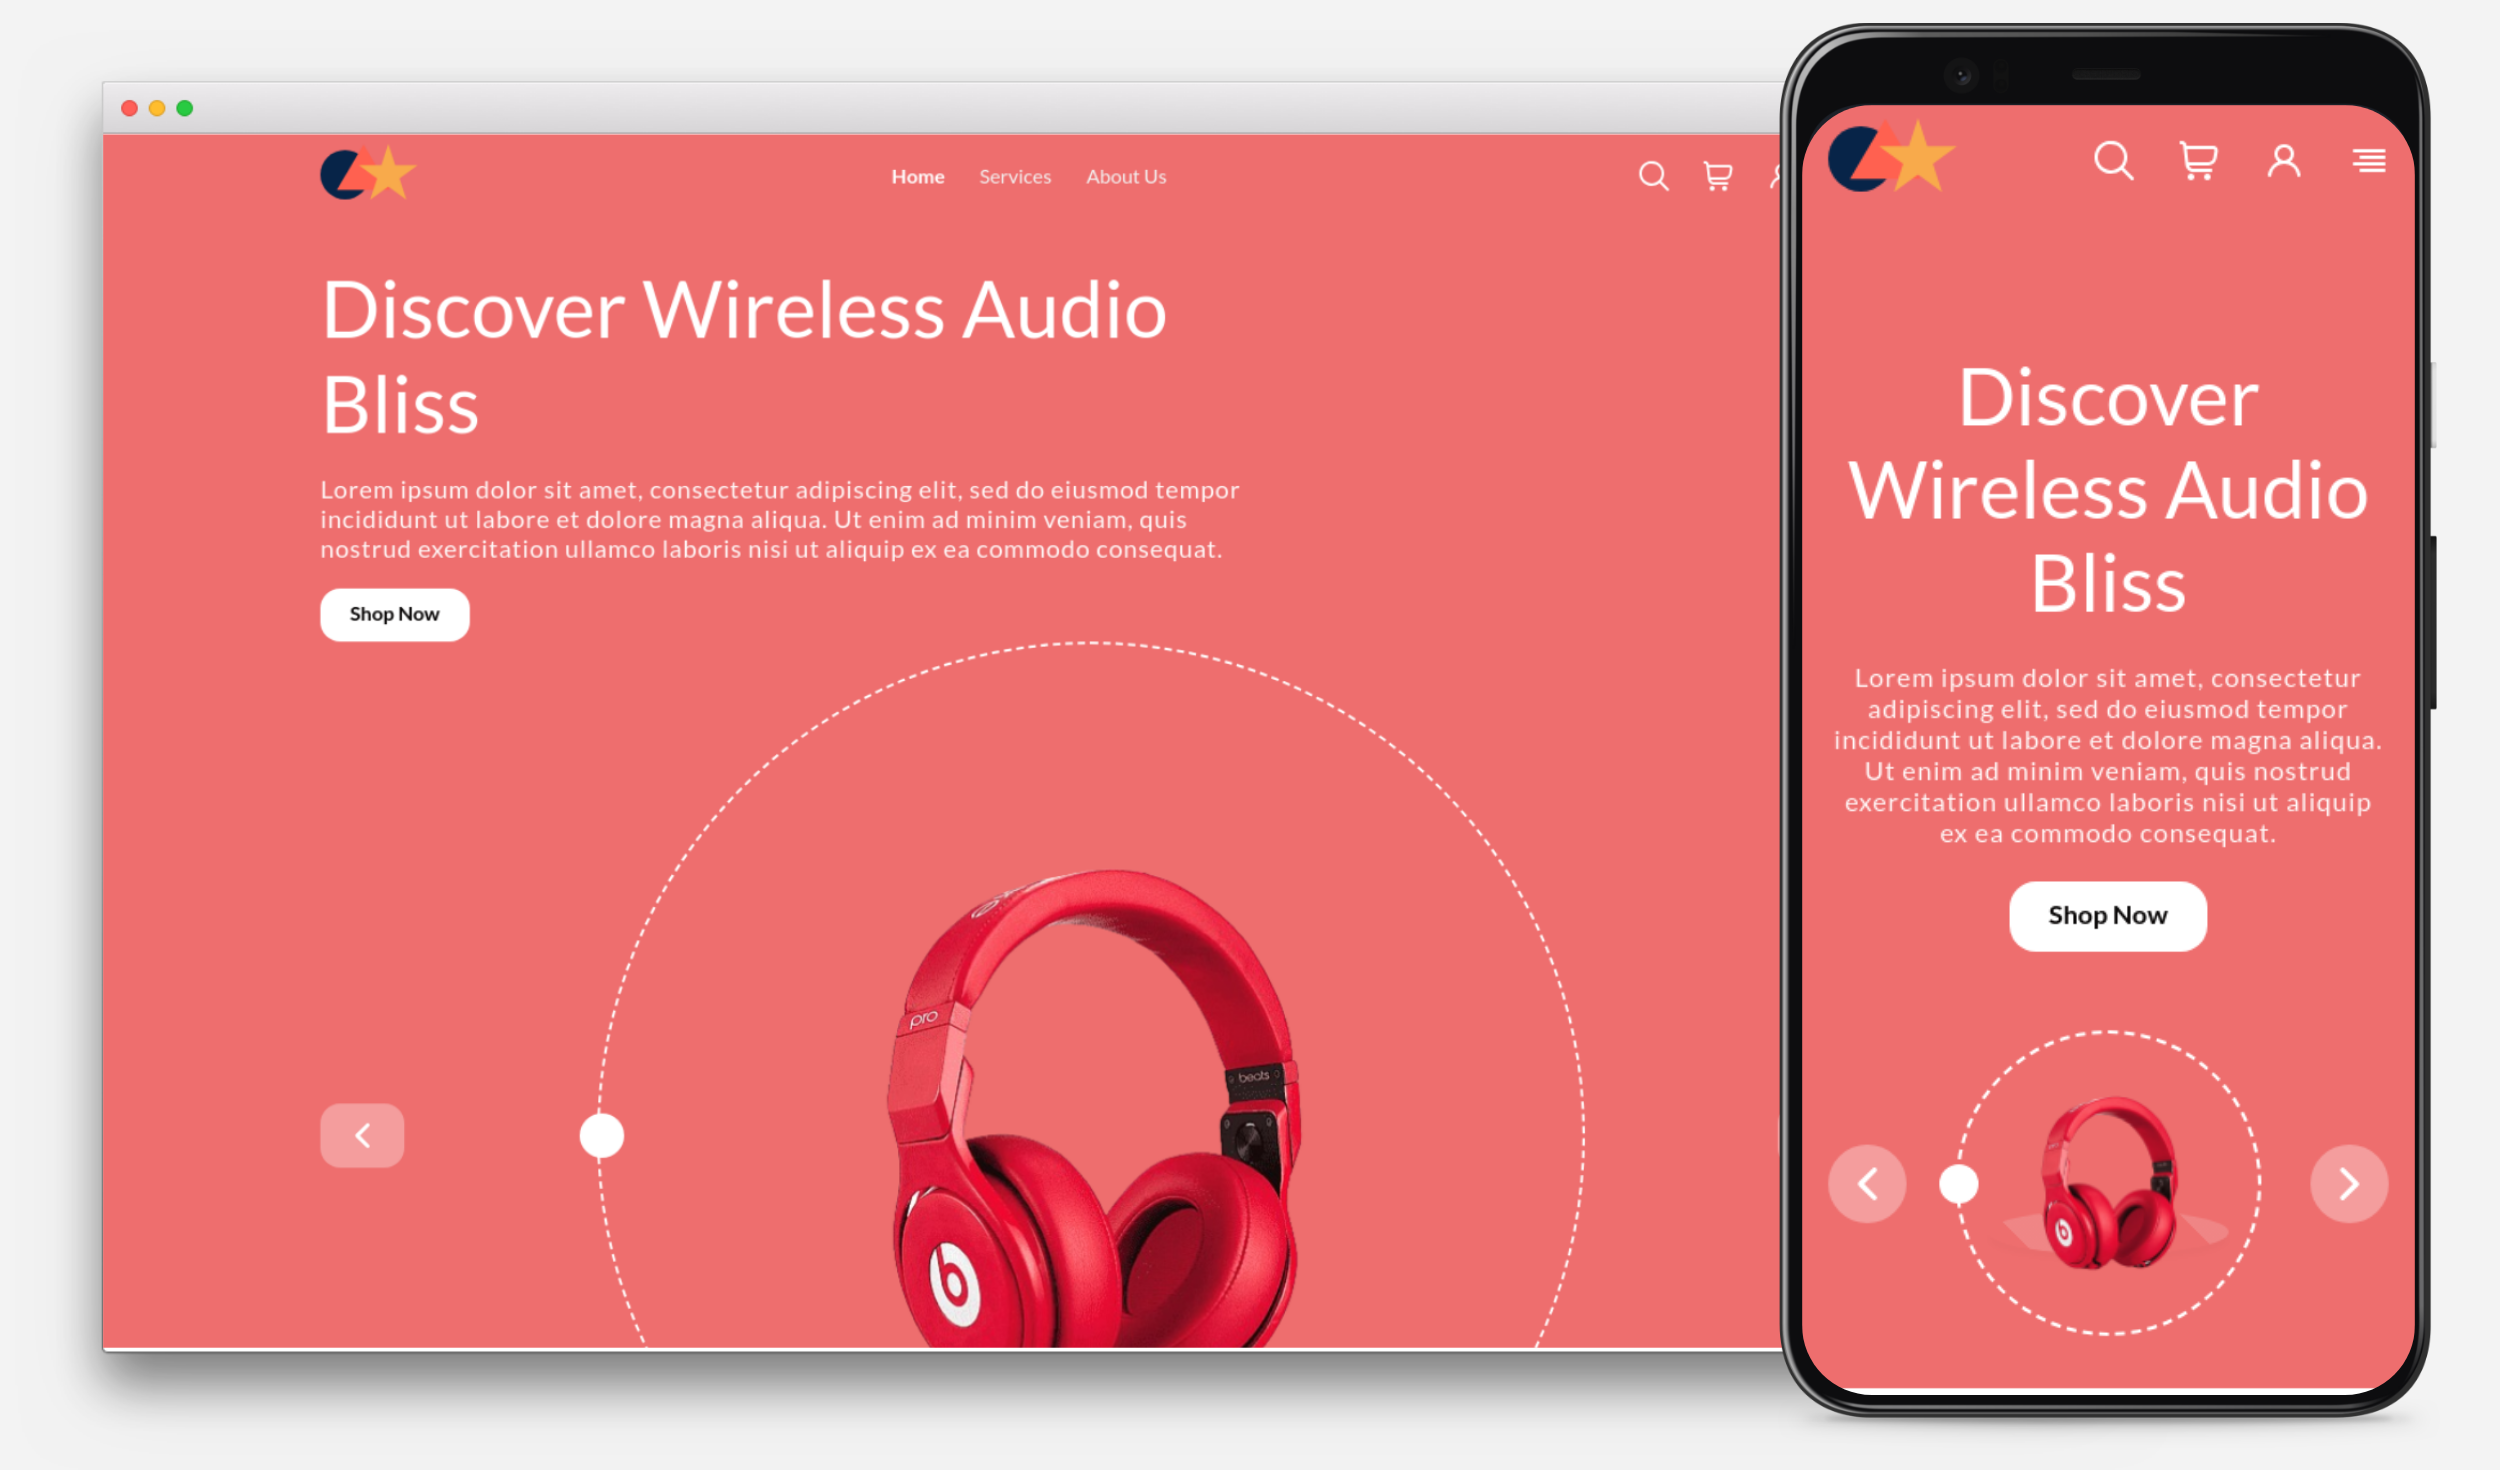 Home Services About Us
Discover Wireless Audio
Bliss
Lorem ipsum dolor sit amet, consectetur adipiscing elit, sed do eiusmod tempor
incididunt ut labore et dolore magna aliqua. Ut enim ad minim veniam, quis
nostrud exercitation ullamco laboris nisi ut aliquip ex ea commodo consequat.
Shop Now
pro
beats
b
Discover
Wireless Audio
Bliss
Lorem ipsum dolor sit amet, consectetur
adipiscing elit, sed do eiusmod tempor
incididunt ut labore et dolore magna aliqua.
Ut enim ad minim veniam, quis nostrud
exercitation ullamco laboris nisi ut aliquip
ex ea commodo consequat.
Shop Now
b